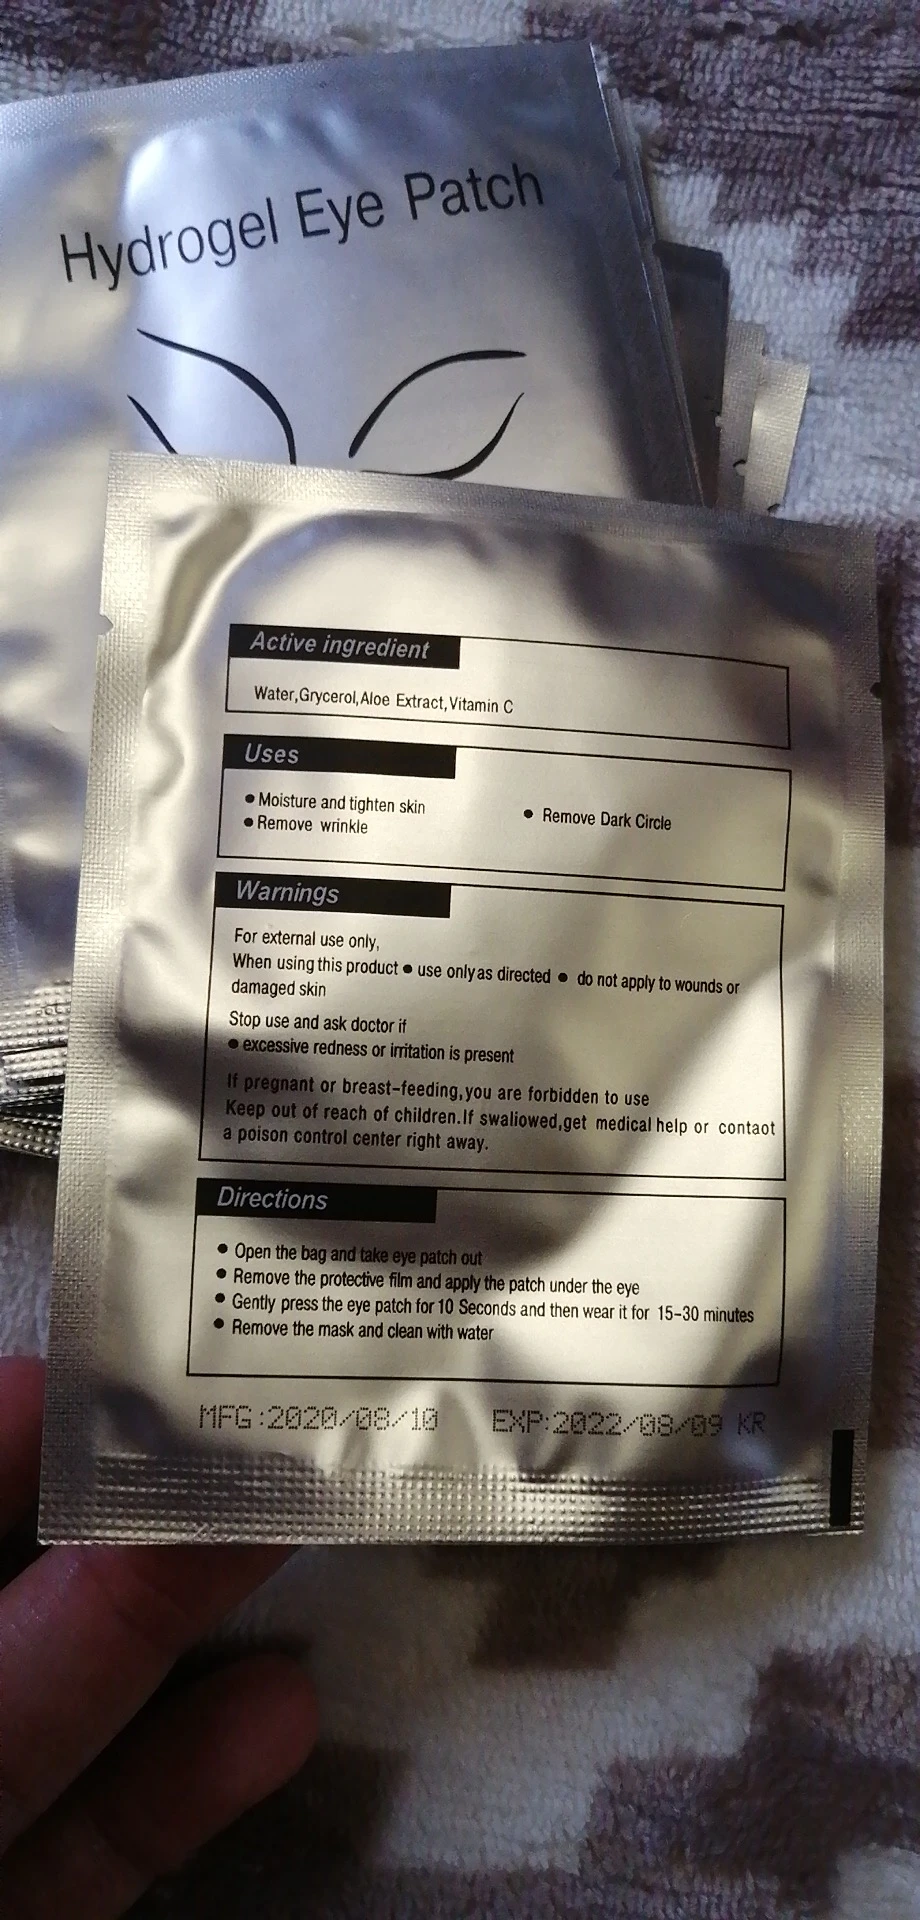 Hydrogel Eye Patch
Active ingredient
Water,Grycerol,Aloe Extract,Vitamin C
Uses
● Moisture and tighten skin ● Remove Dark Circle
● Remove wrinkle
Warnings
For external use only,
When using this product ● use only as directed ● do not apply to wounds or
damaged skin
Stop use and ask doctor if
● excessive redness or irritation is present
If pregnant or breast-feeding,you are forbidden to use
Keep out of reach of children.If swaliowed,get medical help or contaot
a poison control center right away.
Directions
● Open the bag and take eye patch out
● Remove the protective film and apply the patch under the eye
● Gently press the eye patch for 10 Seconds and then wear it for 15-30 minutes
● Remove the mask and clean with water
MFG:2020/08/10 EXP:2022/08/09 KR